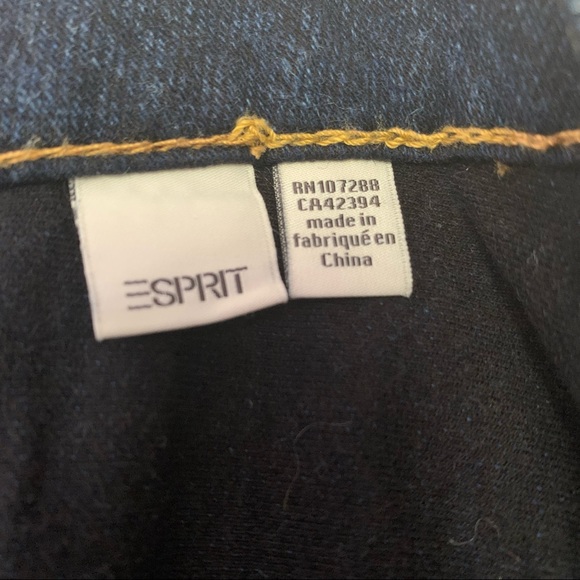 ESPRIT
RN107288
CA42394
made in
fabriqué en
China